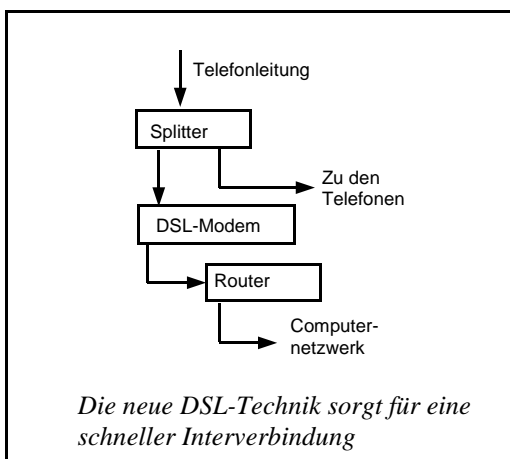 Telefonleitung
Splitter
Zu den
Telefonen
DSL-Modem
Router
Computer-
netzwerk
Die neue DSL-Technik sorgt für eine
schneller Interverbindung